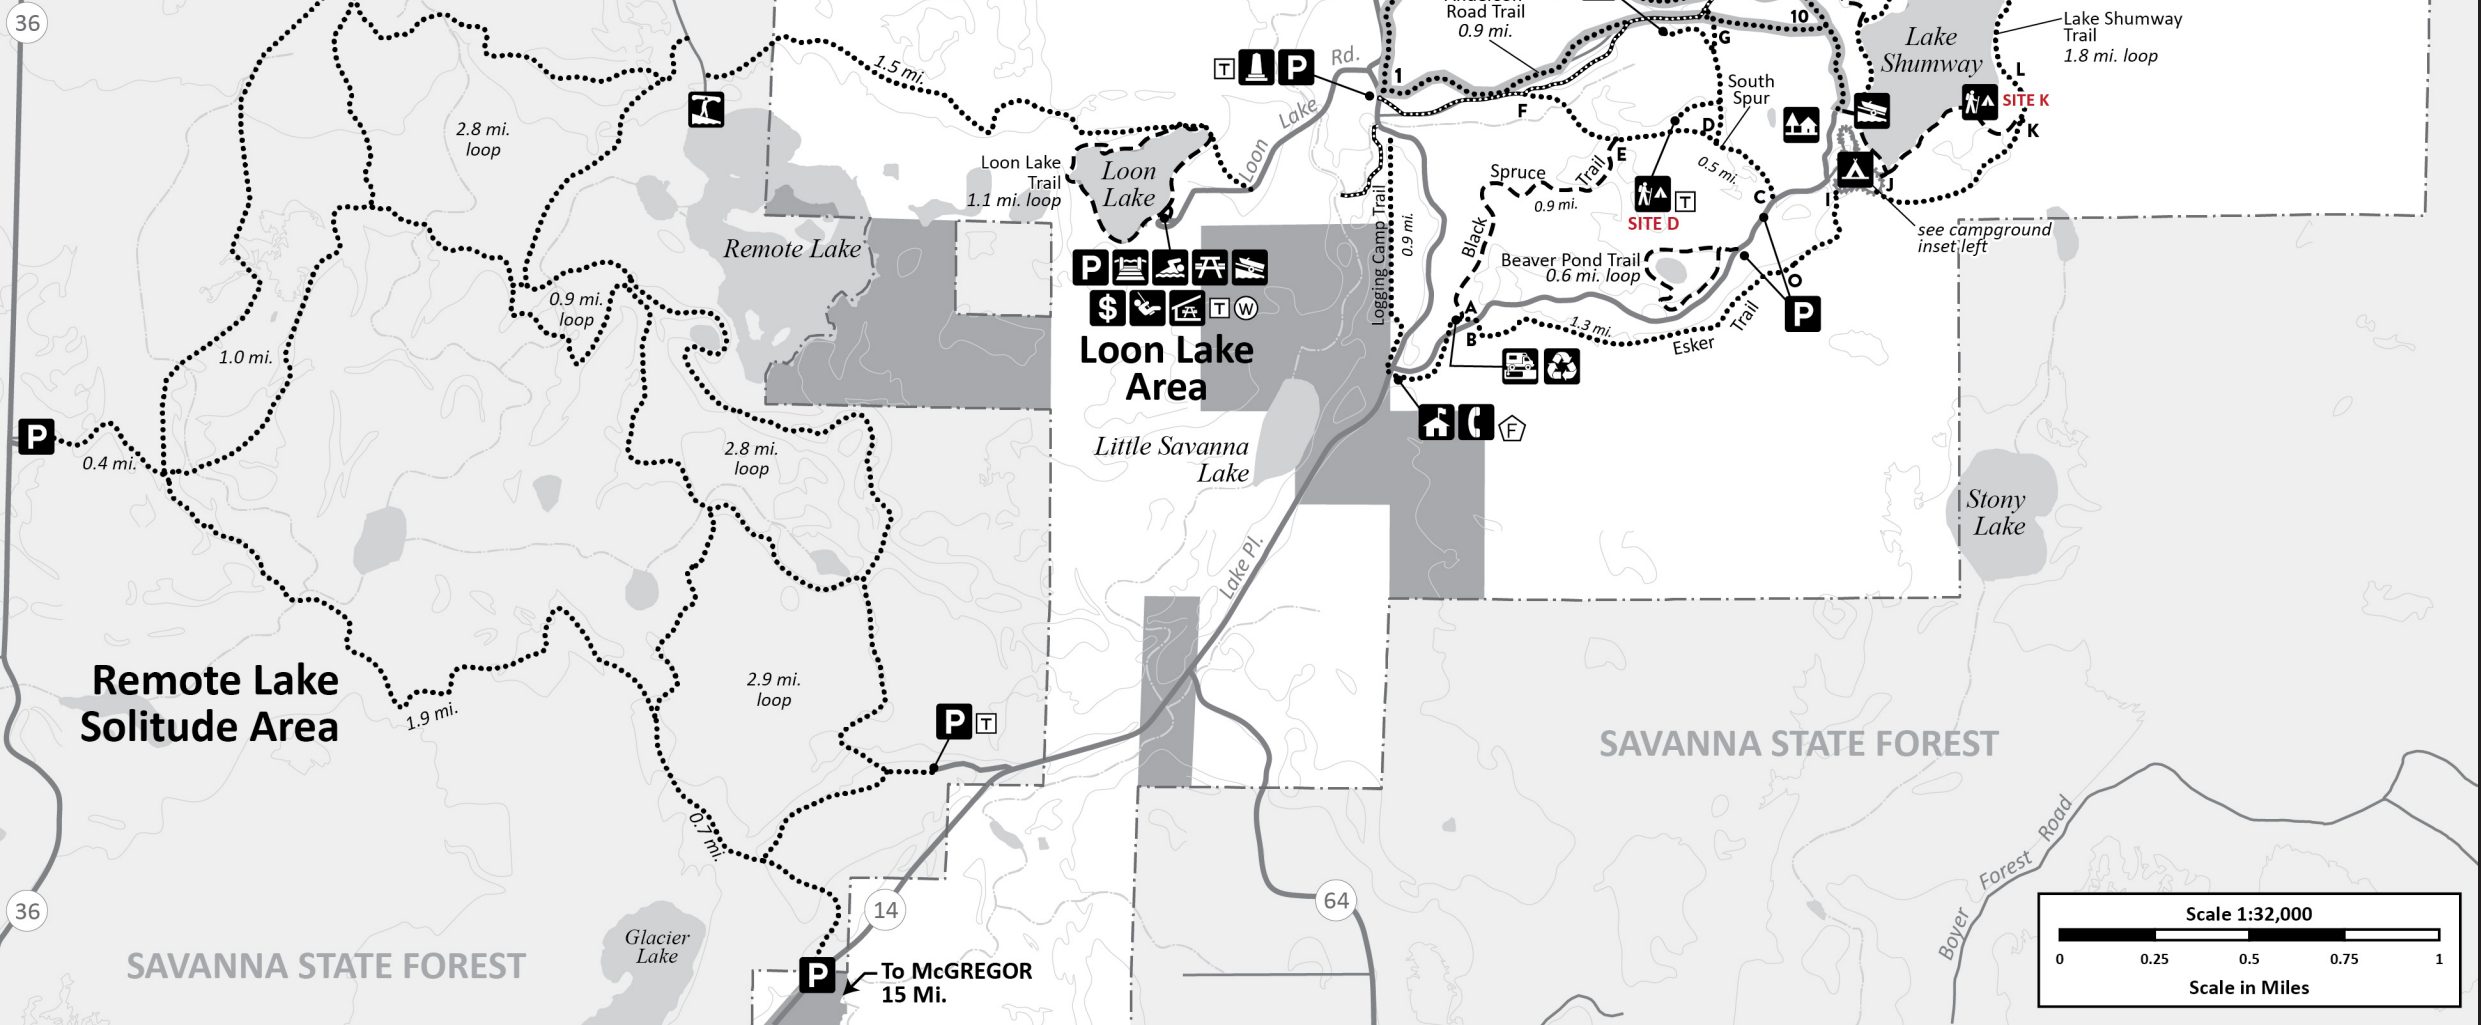 36
Road Trail
0.9 mi.
10
G
Lake
Shumway
Lake Shumway
Trail
1.8 mi. loop
L
SITE K
K
1.5 mi.
T
P
Rd.
1
F
South
Spur
D
2.8 mi.
loop
Loon Lake
Trail
1.1 mi. loop
Loon
Lake
Loon Lake
E
Spruce
Trail
0.9 mi.
Black
0.5 mi.
C
I
J
T
SITE D
see campground
inset left
Remote Lake
Logging Camp Trail
0.9 mi.
Beaver Pond Trail
0.6 mi. loop
P
$
T
W
Loon Lake
Area
A
B
1.3 mi.
Esker
Trail
O
P
0.9 mi.
loop
1.0 mi.
P
0.4 mi.
2.8 mi.
loop
Little Savanna
Lake
F
Stony
Lake
Lake Pl.
Remote Lake
Solitude Area
1.9 mi.
2.9 mi.
loop
P
T
0.7 mi.
SAVANNA STATE FOREST
Boyer Forest Road
36
14
64
Glacier
Lake
SAVANNA STATE FOREST
P
To McGREGOR
15 Mi.
Scale 1:32,000
0 0.25 0.5 0.75 1
Scale in Miles